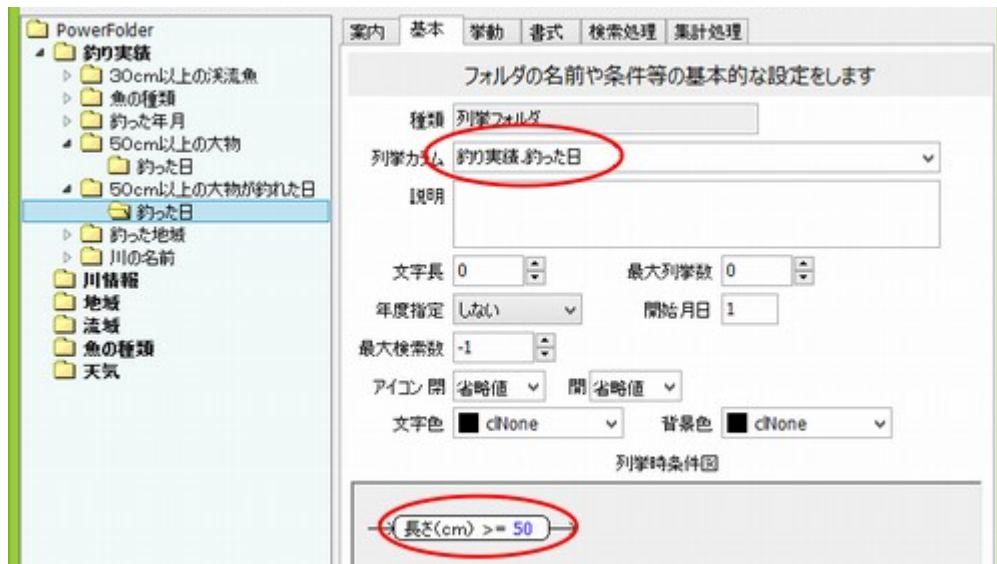 PowerFolder
釣り実績
30cm以上の渓流魚
魚の種類
釣った年月
50cm以上の大物
釣った日
50cm以上の大物が釣れた日
釣った日
釣った地域
川の名前
川情報
地域
流域
魚の種類
天気
案内 基本 挙動 書式 検索処理 集計処理
フォルダの名前や条件等の基本的な設定をします
種類 列挙フォルダ
列挙カラム 釣り実績.釣った日
説明
文字長 0 最大列挙数 0
年度指定 しない 開始月日 1
最大検索数 -1
アイコン 閉 省略値 開 省略値
文字色 clNone 背景色 clNone
列挙時条件図
長さ(cm) >= 50